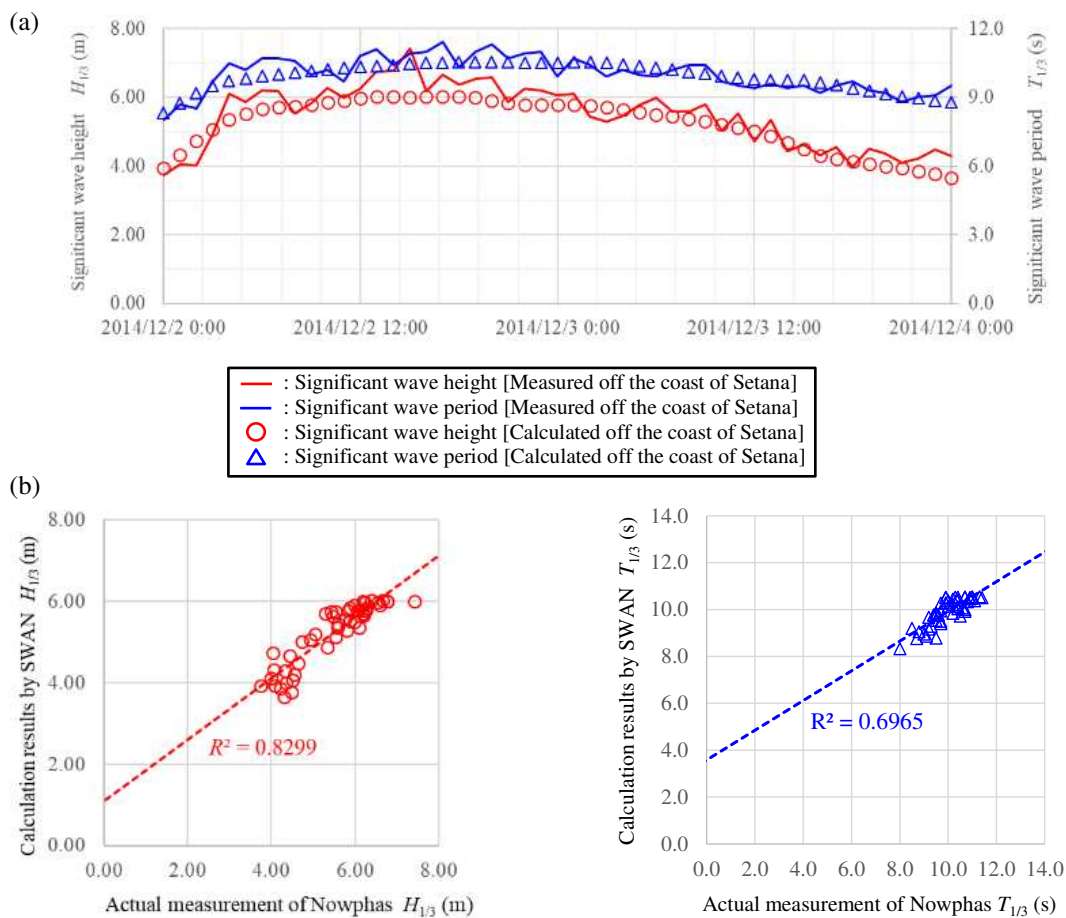 (a)
8.00
6.00
4.00
2.00
0.00
Significant wave height H1/3 (m)
12.0
9.0
6.0
3.0
0.0
Significant wave period T1/3 (s)
2014/12/2 0:00 2014/12/2 12:00 2014/12/3 0:00 2014/12/3 12:00 2014/12/4 0:00
: Significant wave height [Measured off the coast of Setana]
: Significant wave period [Measured off the coast of Setana]
: Significant wave height [Calculated off the coast of Setana]
: Significant wave period [Calculated off the coast of Setana]
(b)
Calculation results by SWAN H1/3 (m)
8.00
6.00
4.00
2.00
0.00
R² = 0.8299
0.00 2.00 4.00 6.00 8.00
Actual measurement of Nowphas H1/3 (m)
Calculation results by SWAN T1/3 (s)
14.0
12.0
10.0
8.0
6.0
4.0
2.0
0.0
R² = 0.6965
0.0 2.0 4.0 6.0 8.0 10.0 12.0 14.0
Actual measurement of Nowphas T1/3 (s)